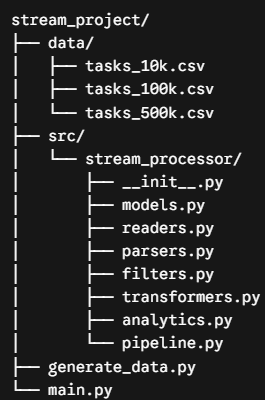 stream_project/
├── data/
│   ├── tasks_10k.csv
│   ├── tasks_100k.csv
│   └── tasks_500k.csv
├── src/
│   └── stream_processor/
│       ├── __init__.py
│       ├── models.py
│       ├── readers.py
│       ├── parsers.py
│       ├── filters.py
│       ├── transformers.py
│       ├── analytics.py
│       └── pipeline.py
├── generate_data.py
└── main.py